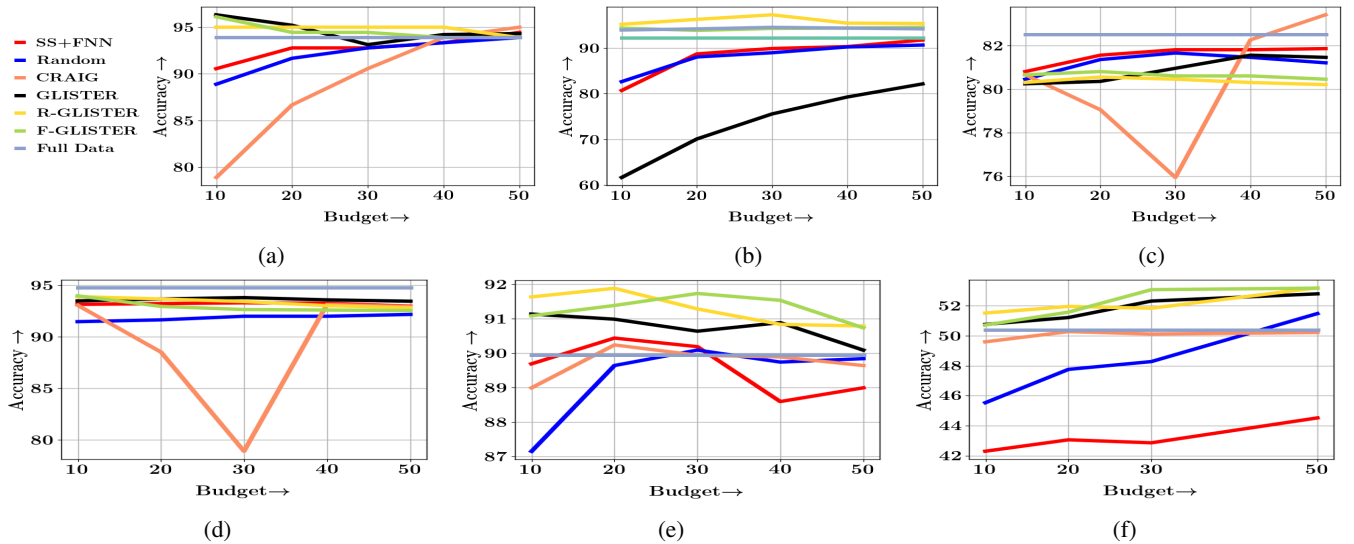 SS+FNN
Random
CRAIG
GLISTER
R-GLISTER
F-GLISTER
Full Data
Accuracy →
95
90
85
80
10 20 30 40 50
Budget→
(a)
Accuracy →
90
80
70
60
10 20 30 40 50
Budget→
(b)
Accuracy →
82
80
78
76
10 20 30 40 50
Budget→
(c)
Accuracy →
95
90
85
80
10 20 30 40 50
Budget→
(d)
Accuracy →
92
91
90
89
88
87
10 20 30 40 50
Budget→
(e)
Accuracy →
52
50
48
46
44
42
10 20 30 50
Budget→
(f)